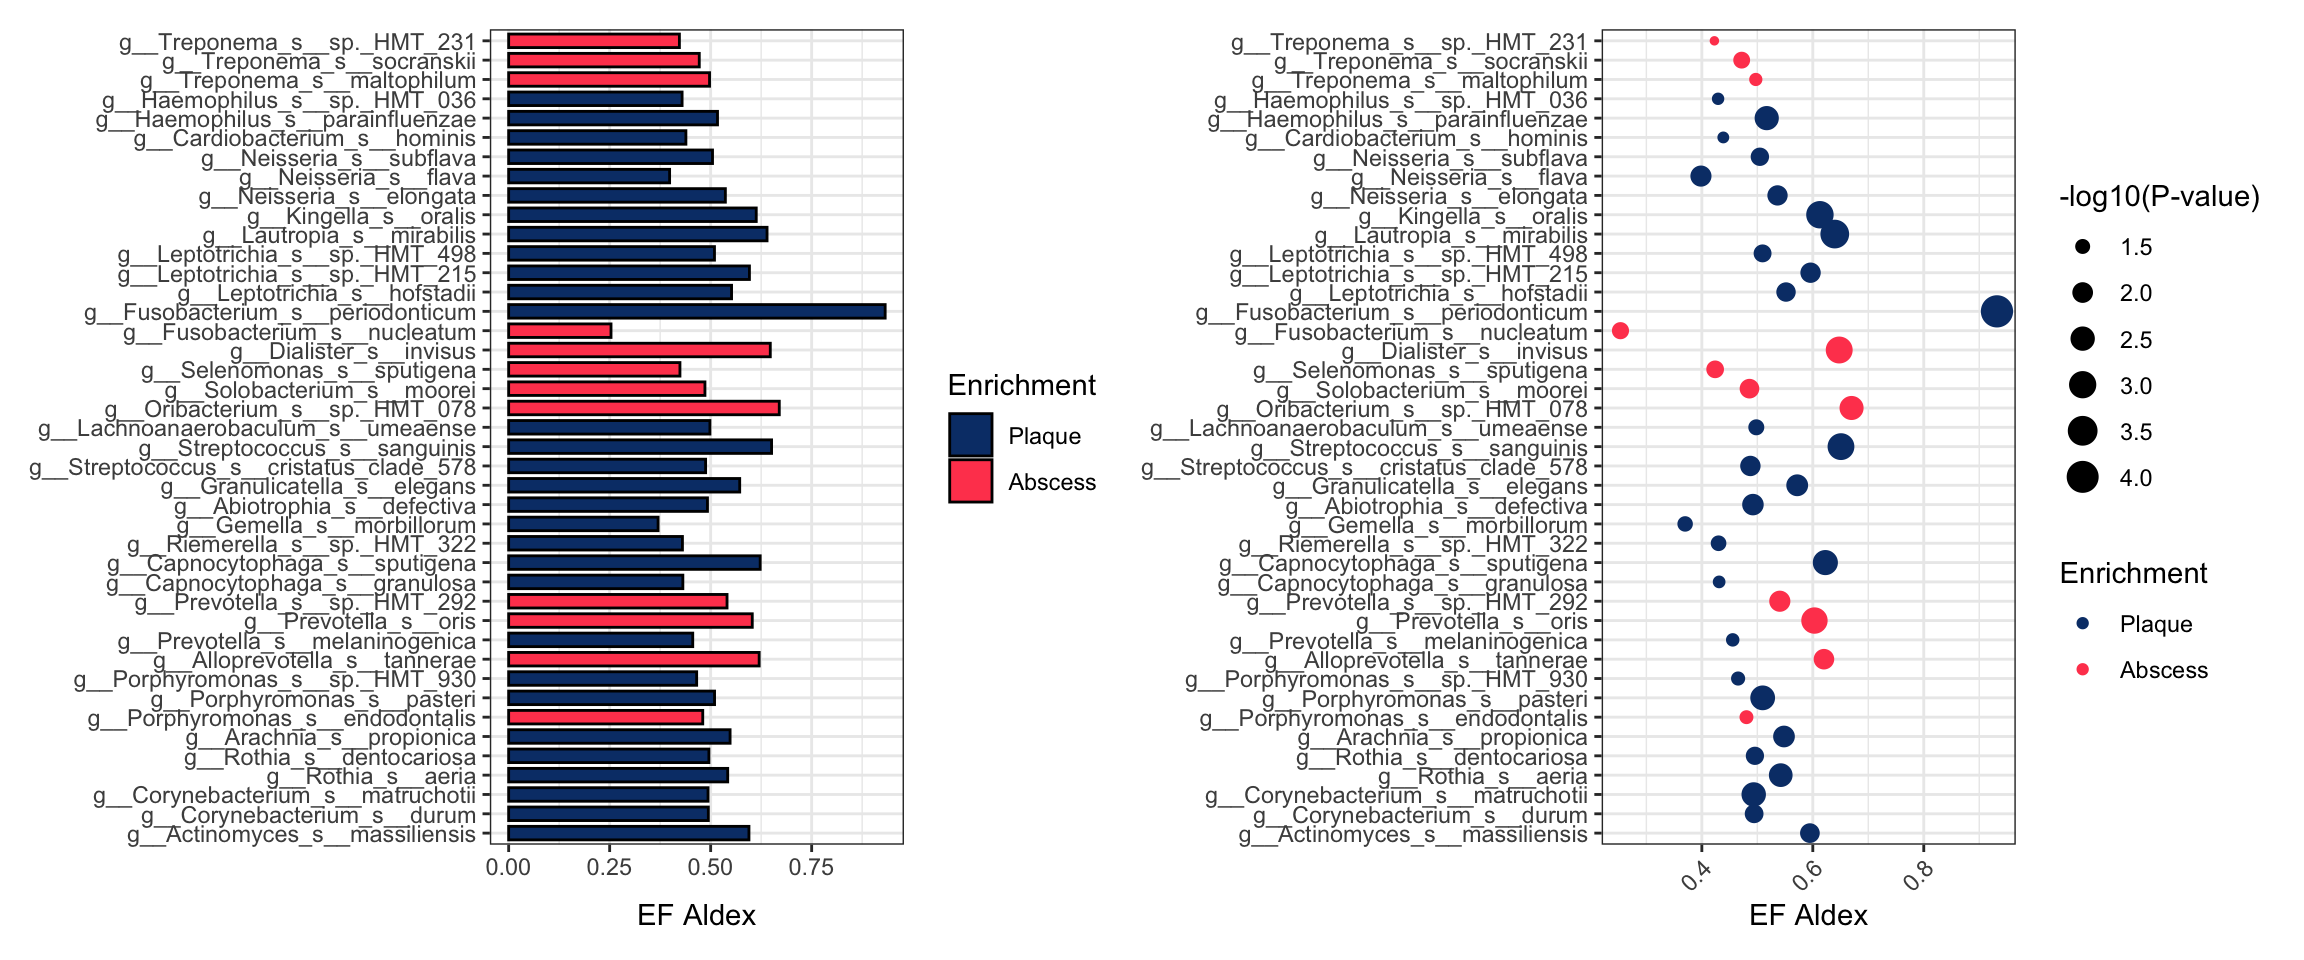 g__Treponema_s__sp._HMT_231
g__Treponema_s__socranskii
g__Treponema_s__maltophilum
g__Haemophilus_s__sp._HMT_036
g__Haemophilus_s__parainfluenzae
g__Cardiobacterium_s__hominis
g__Neisseria_s__subflava
g__Neisseria_s__flava
g__Neisseria_s__elongata
g__Kingella_s__oralis
g__Lautropia_s__mirabilis
g__Leptotrichia_s__sp._HMT_498
g__Leptotrichia_s__sp._HMT_215
g__Leptotrichia_s__hofstadii
g__Fusobacterium_s__periodonticum
g__Fusobacterium_s__nucleatum
g__Dialister_s__invisus
g__Selenomonas_s__sputigena
g__Solobacterium_s__moorei
g__Oribacterium_s__sp._HMT_078
g__Lachnoanaerobaculum_s__umeaense
g__Streptococcus_s__sanguinis
g__Streptococcus_s__cristatus_clade_578
g__Granulicatella_s__elegans
g__Abiotrophia_s__defectiva
g__Gemella_s__morbillorum
g__Riemerella_s__sp._HMT_322
g__Capnocytophaga_s__sputigena
g__Capnocytophaga_s__granulosa
g__Prevotella_s__sp._HMT_292
g__Prevotella_s__oris
g__Prevotella_s__melaninogenica
g__Alloprevotella_s__tannerae
g__Porphyromonas_s__sp._HMT_930
g__Porphyromonas_s__pasteri
g__Porphyromonas_s__endodontalis
g__Arachnia_s__propionica
g__Rothia_s__dentocariosa
g__Rothia_s__aeria
g__Corynebacterium_s__matruchotii
g__Corynebacterium_s__durum
g__Actinomyces_s__massiliensis
0.00 0.25 0.50 0.75
EF Aldex
Enrichment
Plaque
Abscess
g__Treponema_s__sp._HMT_231
g__Treponema_s__socranskii
g__Treponema_s__maltophilum
g__Haemophilus_s__sp._HMT_036
g__Haemophilus_s__parainfluenzae
g__Cardiobacterium_s__hominis
g__Neisseria_s__subflava
g__Neisseria_s__flava
g__Neisseria_s__elongata
g__Kingella_s__oralis
g__Lautropia_s__mirabilis
g__Leptotrichia_s__sp._HMT_498
g__Leptotrichia_s__sp._HMT_215
g__Leptotrichia_s__hofstadii
g__Fusobacterium_s__periodonticum
g__Fusobacterium_s__nucleatum
g__Dialister_s__invisus
g__Selenomonas_s__sputigena
g__Solobacterium_s__moorei
g__Oribacterium_s__sp._HMT_078
g__Lachnoanaerobaculum_s__umeaense
g__Streptococcus_s__sanguinis
g__Streptococcus_s__cristatus_clade_578
g__Granulicatella_s__elegans
g__Abiotrophia_s__defectiva
g__Gemella_s__morbillorum
g__Riemerella_s__sp._HMT_322
g__Capnocytophaga_s__sputigena
g__Capnocytophaga_s__granulosa
g__Prevotella_s__sp._HMT_292
g__Prevotella_s__oris
g__Prevotella_s__melaninogenica
g__Alloprevotella_s__tannerae
g__Porphyromonas_s__sp._HMT_930
g__Porphyromonas_s__pasteri
g__Porphyromonas_s__endodontalis
g__Arachnia_s__propionica
g__Rothia_s__dentocariosa
g__Rothia_s__aeria
g__Corynebacterium_s__matruchotii
g__Corynebacterium_s__durum
g__Actinomyces_s__massiliensis
0.4 0.6 0.8
EF Aldex
-log10(P-value)
1.5
2.0
2.5
3.0
3.5
4.0
Enrichment
Plaque
Abscess